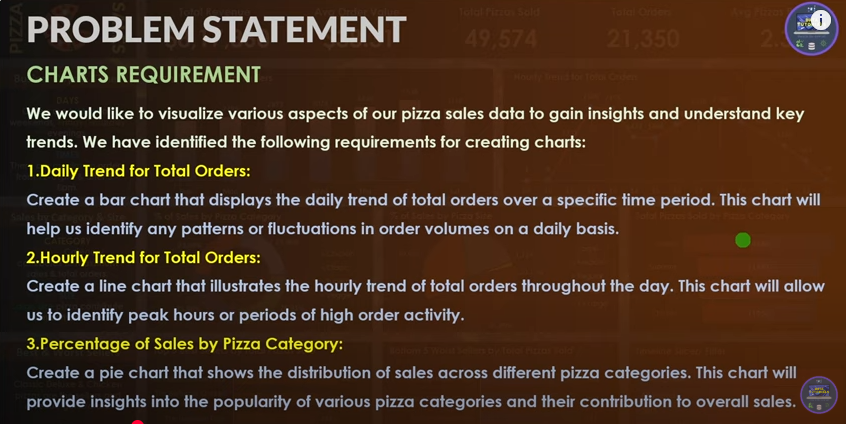 PROBLEM STATEMENT
CHARTS REQUIREMENT
We would like to visualize various aspects of our pizza sales data to gain insights and understand key
trends. We have identified the following requirements for creating charts:
1.Daily Trend for Total Orders:
Create a bar chart that displays the daily trend of total orders over a specific time period. This chart will
help us identify any patterns or fluctuations in order volumes on a daily basis.
2.Hourly Trend for Total Orders:
Create a line chart that illustrates the hourly trend of total orders throughout the day. This chart will allow
us to identify peak hours or periods of high order activity.
3.Percentage of Sales by Pizza Category:
Create a pie chart that shows the distribution of sales across different pizza categories. This chart will
provide insights into the popularity of various pizza categories and their contribution to overall sales.
49,574
21,350